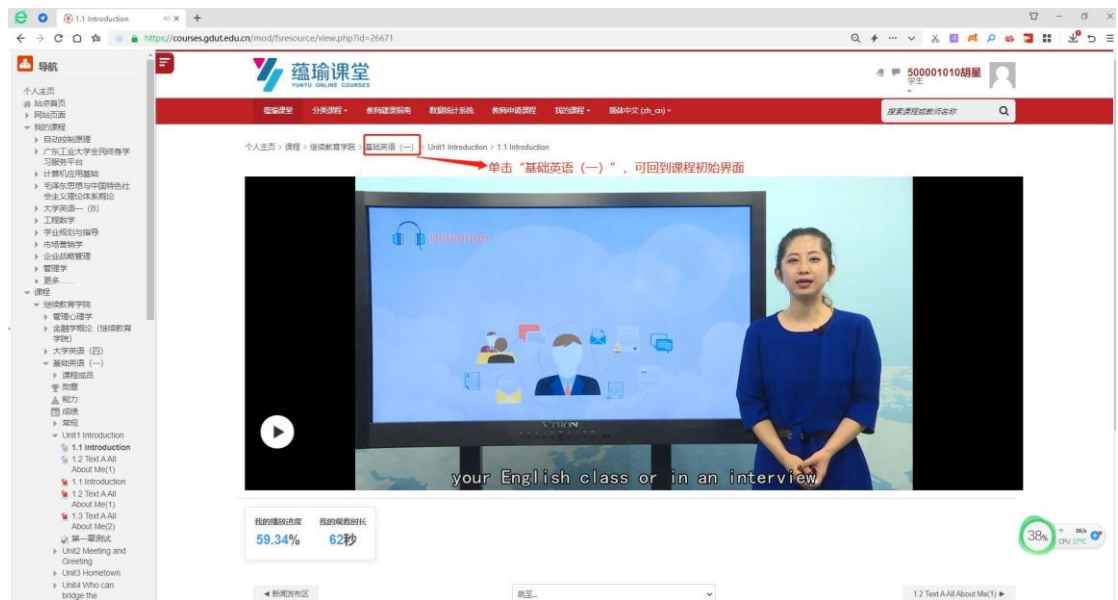 1.1 Introduction
https://courses.gdut.edu.cn/mod/fsresource/view.php?id=26671
导航
个人主页
站点首页
网站页面
我的课程
自动控制原理
广东工业大学全网终身学
习服务平台
计算机应用基础
毛泽东思想与中国特色社
会主义理论体系概论
大学英语一 (B)
工程数学
学业规划与指导
市场营销学
企业战略管理
管理学
更多......
课程
继续教育学院
管理心理学
金融学概论（继续教育
学院)
大学英语（四）
基础英语（一）
课程成员
勋章
能力
成绩
常规
Unit1 Introduction
1.1 Introduction
1.2 Text A All
About Me(1)
1.1 Introduction
1.2 Text A All
About Me(1)
1.3 Text A All
About Me(2)
第一章测试
Unit2 Meeting and
Greeting
Unit3 Hometown
Unit4 Who can
bridge the
蕴瑜课堂
YUNYU ONLINE COURSES
500001010胡星
学生
蕴瑜课堂 分类课程 教师建课指南 数据统计系统 教师申请课程 我的课程 简体中文 (zh_cn)
搜索课程或教师名称
个人主页 > 课程 > 继续教育学院 > 基础英语（一） > Unit1 Introduction > 1.1 Introduction
单击“基础英语（一）”，可回到课程初始界面
Definition
VTRON
your English class or in an interview
我的播放进度 我的观看时长
59.34% 62秒
38%
0K/s
CPU 37℃
◄ 新闻发布区
跳至...
1.2 Text A All About Me(1) ►